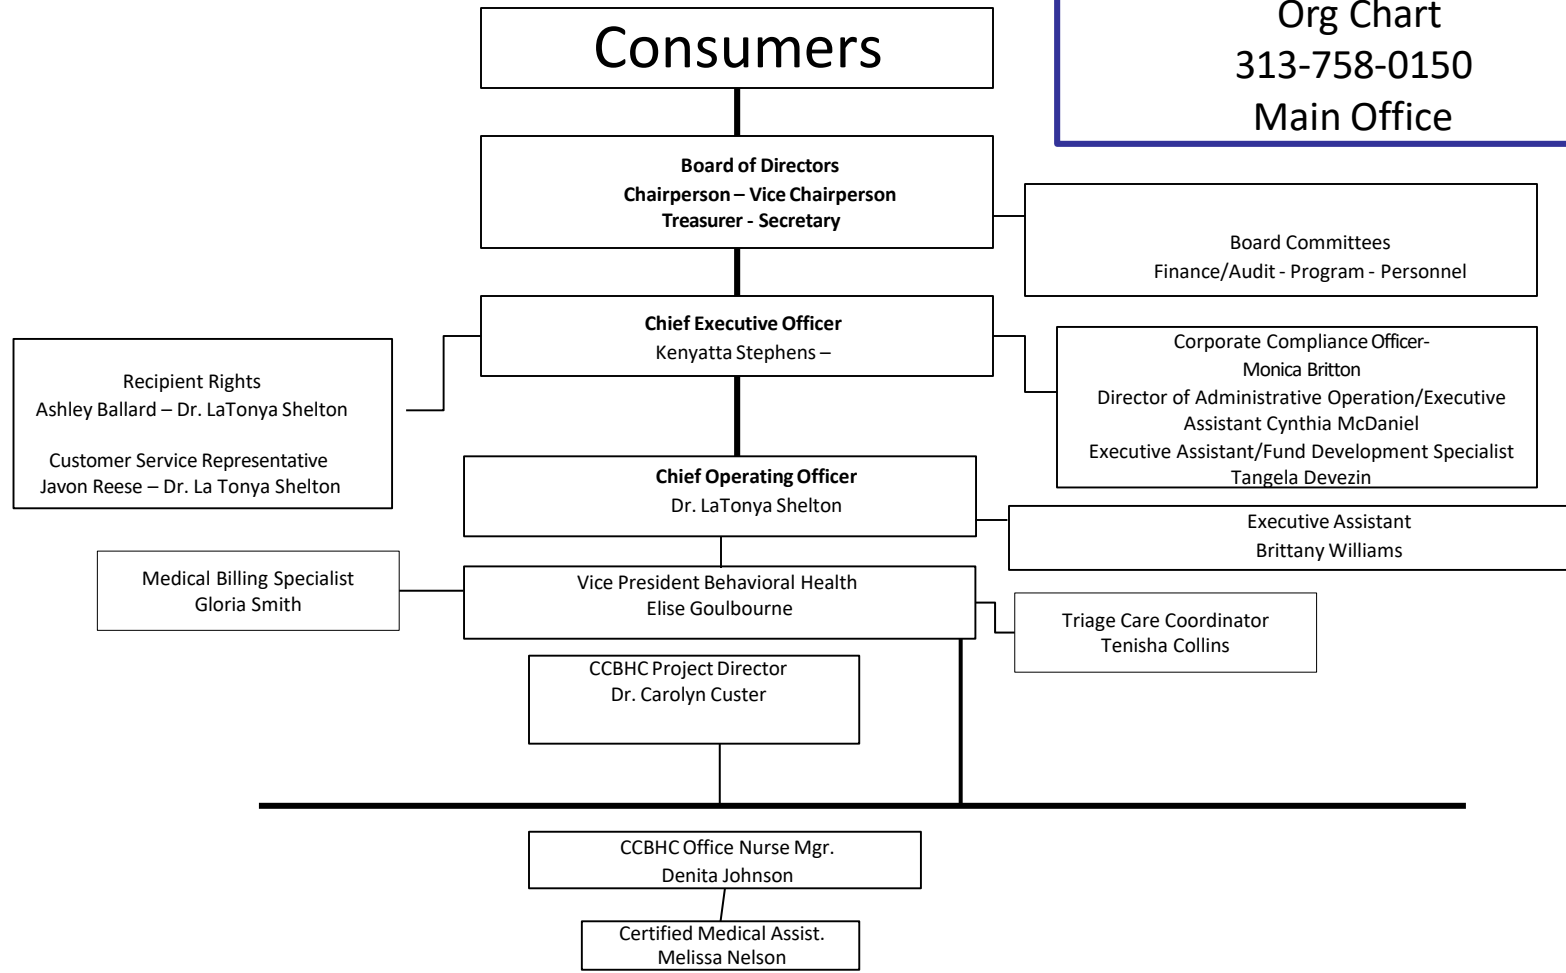 Org Chart
313-758-0150
Main Office
Consumers
Board of Directors
Chairperson – Vice Chairperson
Treasurer - Secretary
Board Committees
Finance/Audit - Program - Personnel
Chief Executive Officer
Kenyatta Stephens –
Recipient Rights
Ashley Ballard – Dr. LaTonya Shelton
Customer Service Representative
Javon Reese – Dr. La Tonya Shelton
Corporate Compliance Officer-
Monica Britton
Director of Administrative Operation/Executive
Assistant Cynthia McDaniel
Executive Assistant/Fund Development Specialist
Tangela Devezin
Chief Operating Officer
Dr. LaTonya Shelton
Executive Assistant
Brittany Williams
Medical Billing Specialist
Gloria Smith
Vice President Behavioral Health
Elise Goulbourne
Triage Care Coordinator
Tenisha Collins
CCBHC Project Director
Dr. Carolyn Custer
CCBHC Office Nurse Mgr.
Denita Johnson
Certified Medical Assist.
Melissa Nelson